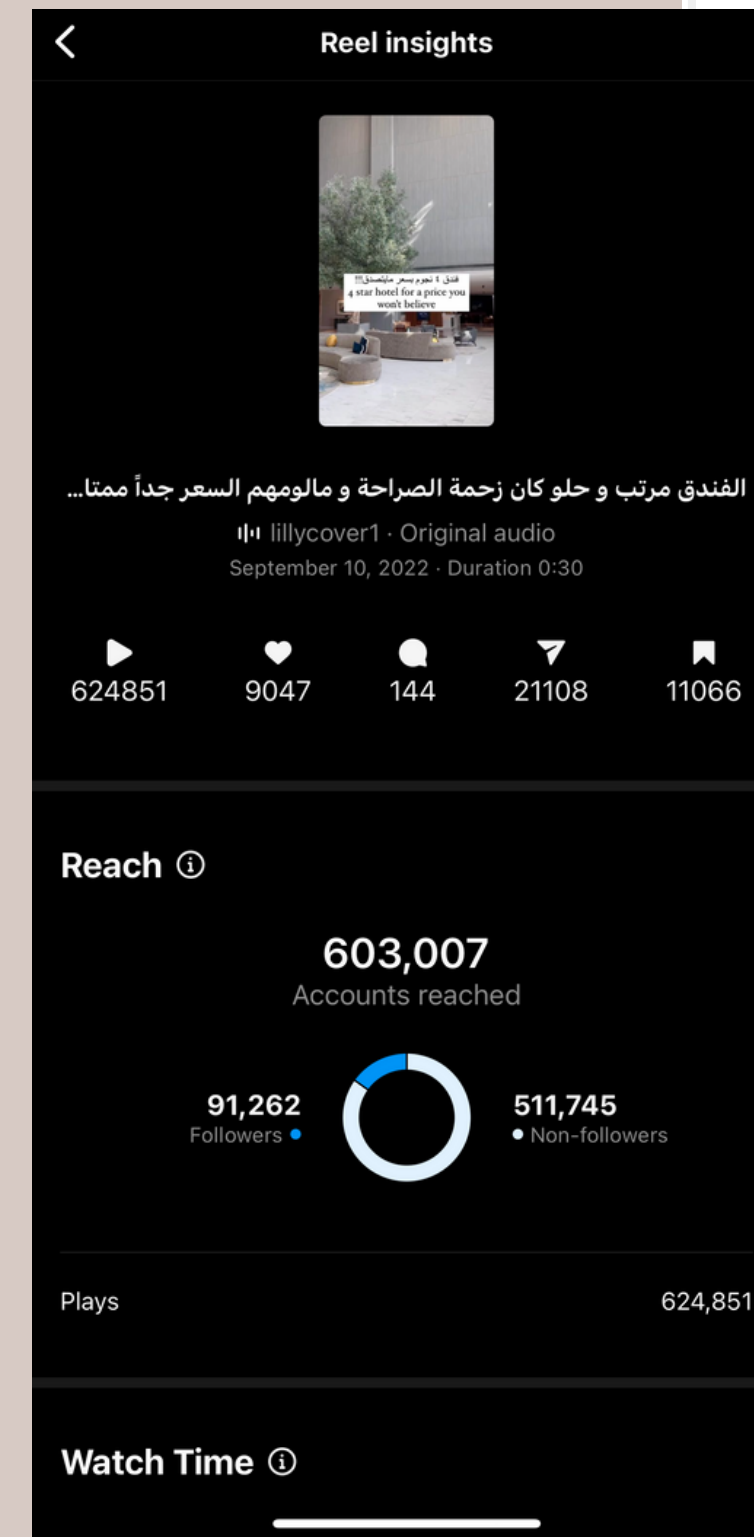 Reel insights
فندق ٤ نجوم بسعر مايتصدق!!!
4 star hotel for a price you
won't believe
الفندق مرتب و حلو كان زحمة الصراحة و مالومهم السعر جداً ممتا...
lillycover1 · Original audio
September 10, 2022 · Duration 0:30
624851 9047 144 21108 11066
Reach
603,007
Accounts reached
91,262 511,745
Followers Non-followers
Plays 624,851
Watch Time